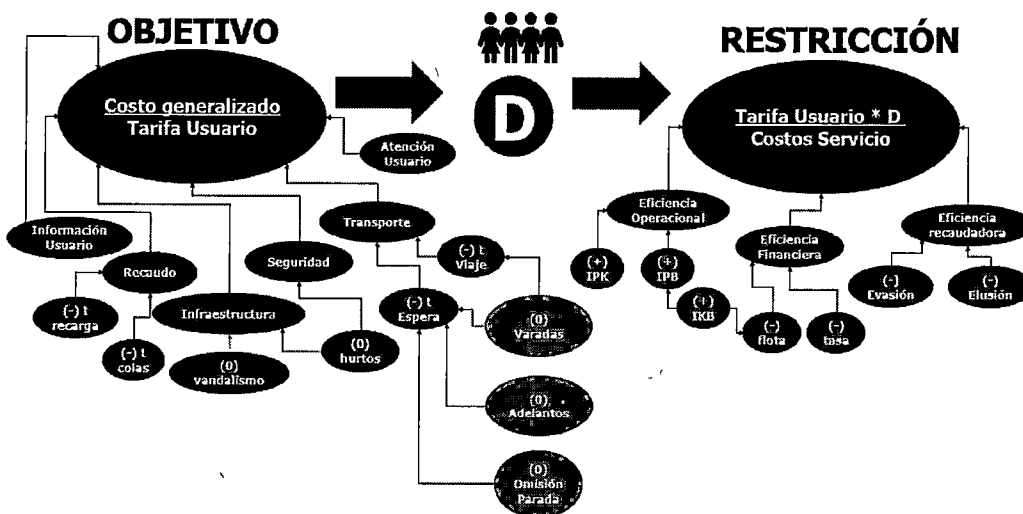 OBJETIVO
Costo generalizado
Tarifa Usuario
D
RESTRICCIÓN
Tarifa Usuario * D
Costos Servicio
Atención
Usuario
Información
Usuario
Recaudo
(-) t
recarga
(-) t
colas
Infraestructura
(0)
vandalismo
Seguridad
(0)
hurtos
Transporte
(-) t
Viaje
(-) t
Espera
(0)
Varadas
(0)
Adelantos
(0)
Omisión
Parada
Eficiencia
Operacional
(+)
IPK
(+)
IPB
(+)
IKB
Eficiencia
Financiera
(-)
flota
(-)
tasa
Eficiencia
recaudadora
(-)
Evasión
(-)
Elusión